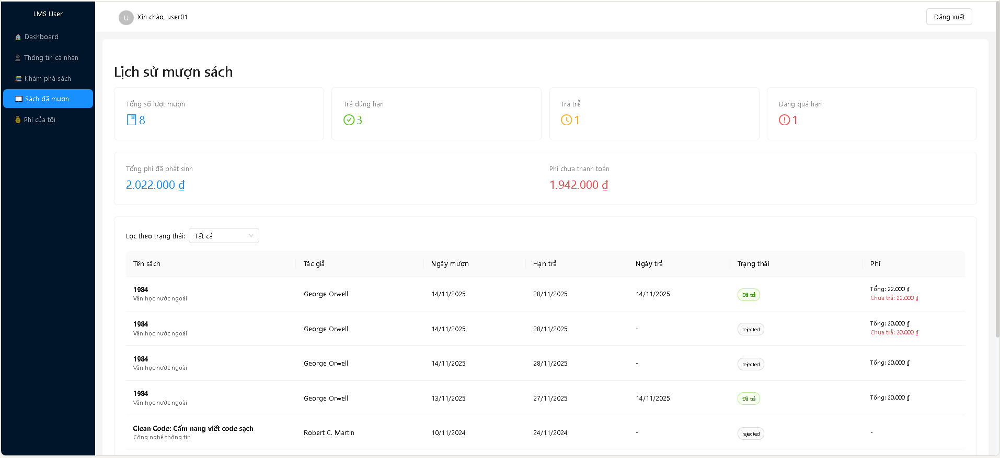 LMS User
Dashboard
Thông tin cá nhân
Khám phá sách
Sách đã mượn
Phí của tôi
U Xin chào, user01
Đăng xuất
Lịch sử mượn sách
Tổng số lượt mượn
8
Trả đúng hạn
3
Trả trễ
1
Đang quá hạn
1
Tổng phí đã phát sinh
2.022.000 ₫
Phí chưa thanh toán
1.942.000 ₫
Lọc theo trạng thái: Tất cả
Tên sách Tác giả Ngày mượn Hạn trả Ngày trả Trạng thái Phí
1984
Văn học nước ngoài
George Orwell 14/11/2025 28/11/2025 14/11/2025 Đã trả
Tổng: 22.000 ₫
Chưa trả: 22.000 ₫
1984
Văn học nước ngoài
George Orwell 14/11/2025 28/11/2025 - rejected
Tổng: 20.000 ₫
Chưa trả: 20.000 ₫
1984
Văn học nước ngoài
George Orwell 14/11/2025 28/11/2025 - rejected
Tổng: 20.000 ₫
1984
Văn học nước ngoài
George Orwell 13/11/2025 27/11/2025 14/11/2025 Đã trả
Tổng: 20.000 ₫
Clean Code: Cẩm nang viết code sạch
Công nghệ thông tin
Robert C. Martin 10/11/2024 24/11/2024 - rejected -